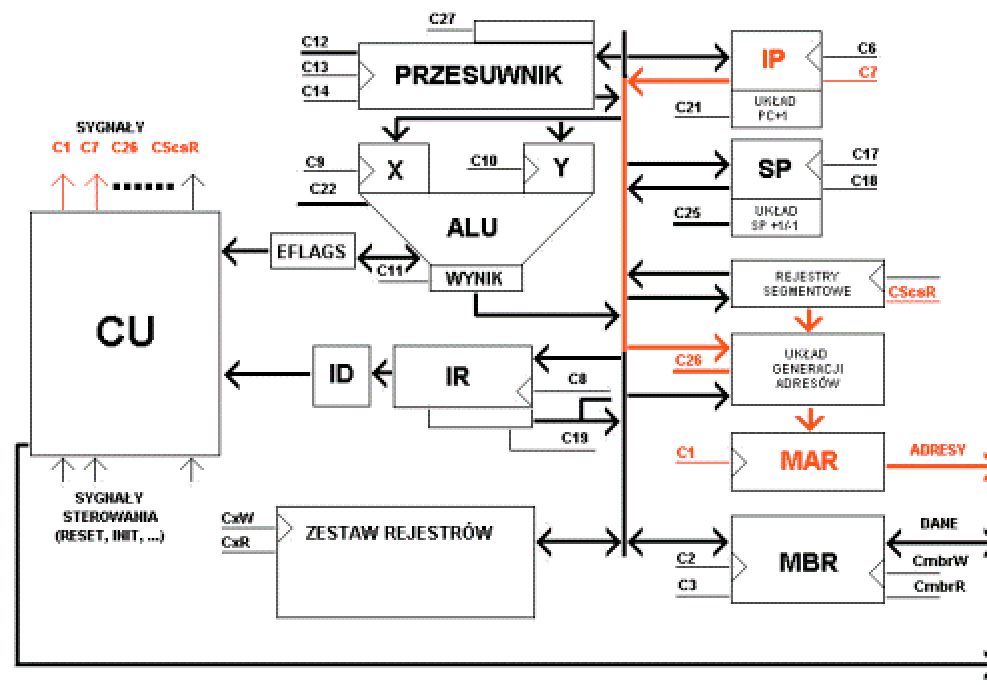 C27
C12
C13
C14
PRZESUWNIK
IP
C6
C7
C21
UKŁAD
PC+1
SYGNAŁY
C1 C7 C26 CScsR
C9
X
C10
Y
C22
ALU
SP
C17
C18
C25
UKŁAD
SP +1/-1
EFLAGS
C11
WYNIK
REJESTRY
SEGMENTOWE
CScsR
CU
ID
IR
C8
C19
C26
UKŁAD
GENERACJI
ADRESÓW
C1
MAR
ADRESY
SYGNAŁY
STEROWANIA
(RESET, INIT, ...)
CxW
CxR
ZESTAW REJESTRÓW
C2
C3
MBR
DANE
CmbrW
CmbrR